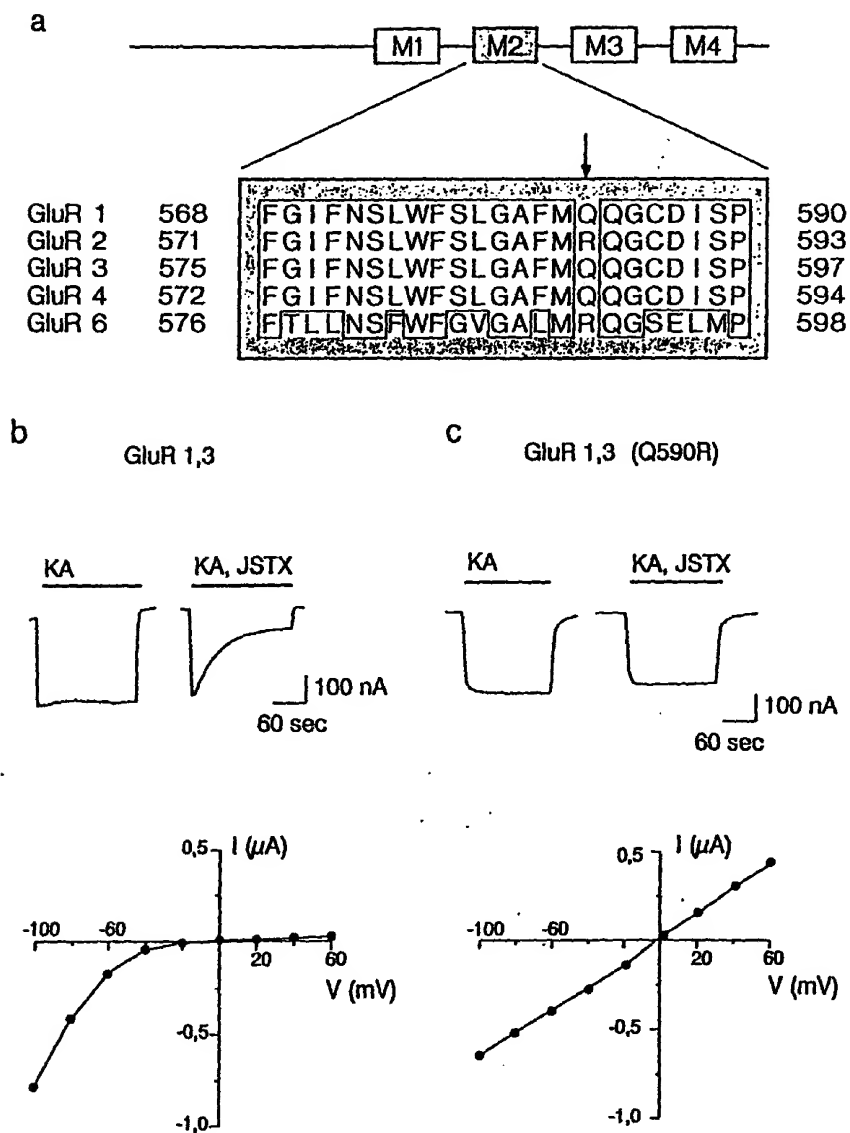 a
M1 M2 M3 M4
GluR 1 568 FGIFNSLWFSLGAFMQQGCDISP 590
GluR 2 571 FGIFNSLWFSLGAFMRQGCDISP 593
GluR 3 575 FGIFNSLWFSLGAFMQQGCDISP 597
GluR 4 572 FGIFNSLWFSLGAFMQQGCDISP 594
GluR 6 576 FTLLNSFWFGVGALMRQGSELMP 598
b
GluR 1,3
KA KA, JSTX
100 nA
60 sec
0,5 I (μA)
-100 -60
20 60
V (mV)
-0,5
-1,0
c
GluR 1,3 (Q590R)
KA KA, JSTX
100 nA
60 sec
0,5 I (μA)
-100 -60
20 60
V (mV)
-0,5
-1,0